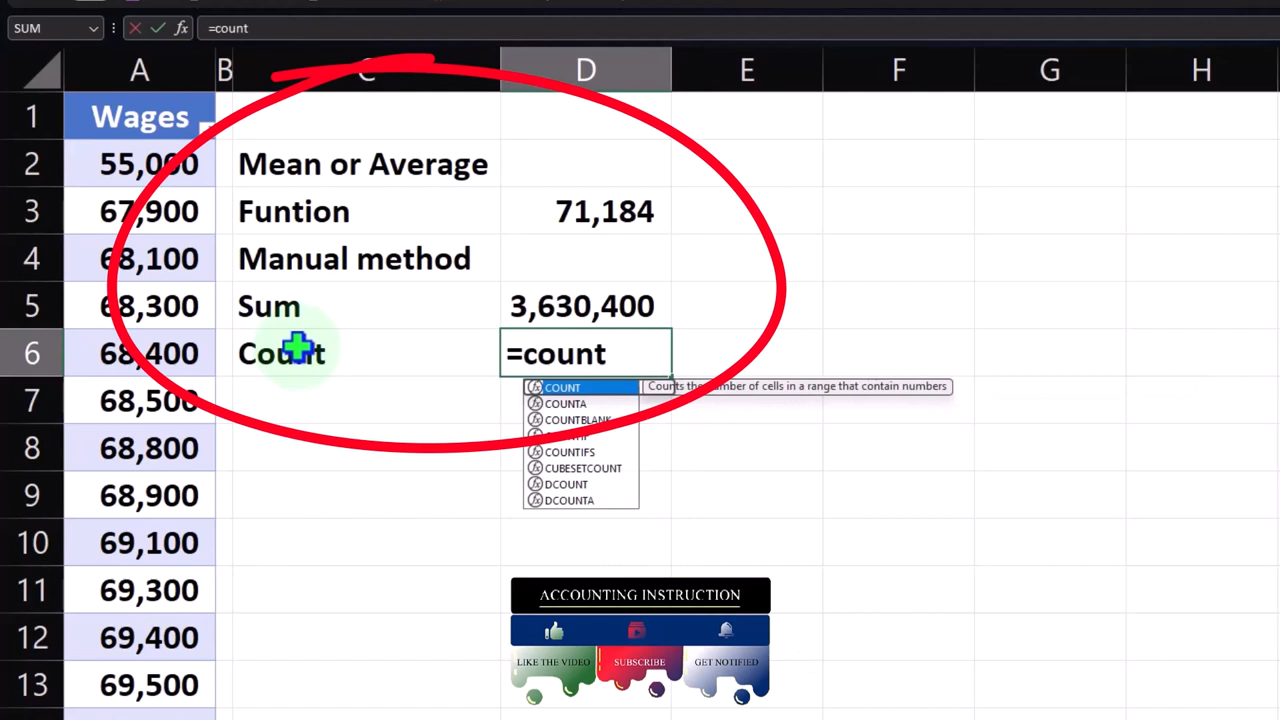 SUM =count
A B C D E F G H
1 Wages
2 55,000 Mean or Average
3 67,900 Funtion 71,184
4 68,100 Manual method
5 68,300 Sum 3,630,400
6 68,400 Count =count
COUNT Counts the number of cells in a range that contain numbers
7 68,500 COUNTA
COUNTBLANK
8 68,800 COUNTIF
COUNTIFS
CUBESETCOUNT
9 68,900 DCOUNT
DCOUNTA
10 69,100
11 69,300
ACCOUNTING INSTRUCTION
12 69,400
LIKE THE VIDEO SUBSCRIBE GET NOTIFIED
13 69,500